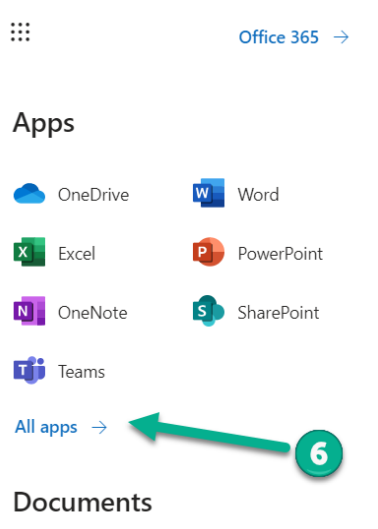 Office 365 →
Apps
OneDrive
W Word
X Excel
P PowerPoint
N OneNote
S SharePoint
T Teams
All apps →
6
Documents